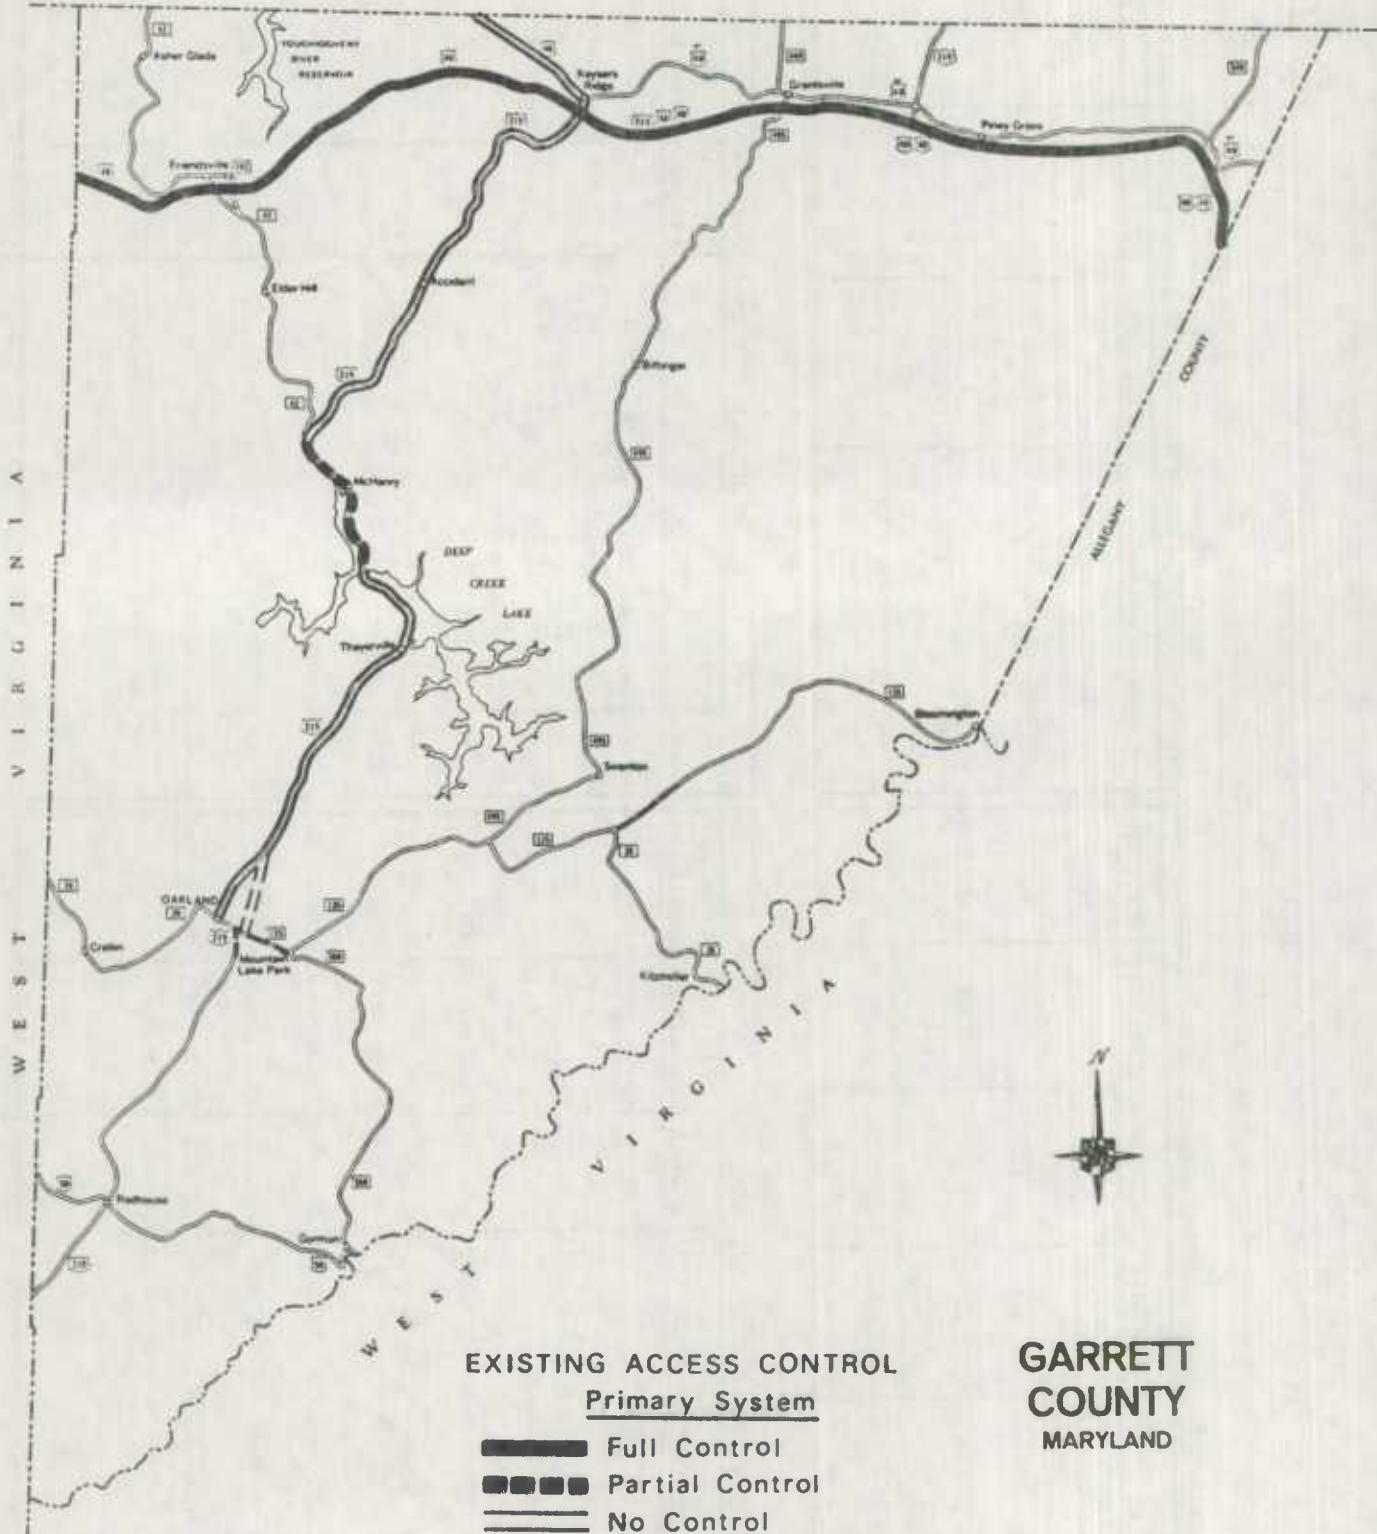 Asher Glade
YOUGHIOGHENY
RIVER
RESERVOIR
Keysers
Ridge
Grantsville
Piney Grove
Friendsville
Elder Hill
Accident
Bittinger
McHenry
DEEP
CREEK
LAKE
Thayerville
Swanton
Bloomington
COUNTY
ALLEGANY
OAKLAND
Crellin
Mountain
Lake Park
Kitzmiller
Redhouse
Gorman
WEST VIRGINIA
WEST VIRGINIA
N
EXISTING ACCESS CONTROL
Primary System
Full Control
Partial Control
No Control
GARRETT
COUNTY
MARYLAND